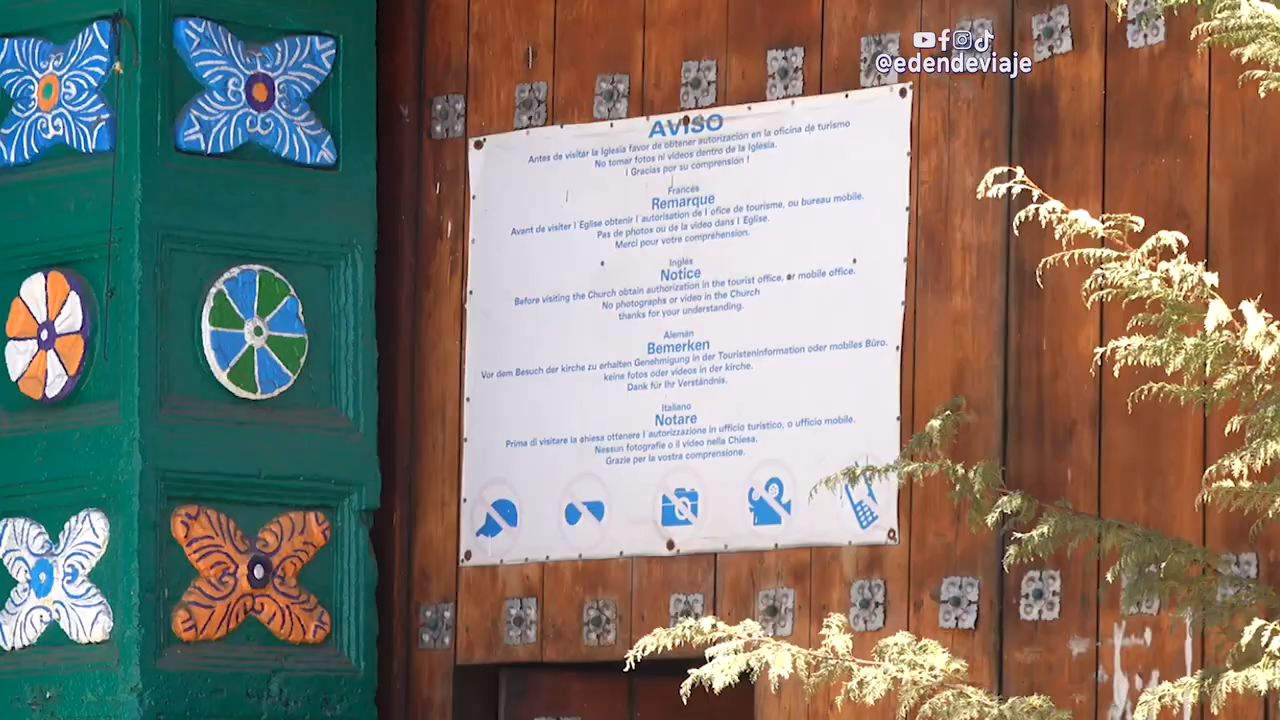 @edendeviaje
AVISO
Antes de visitar la Iglesia favor de obtener autorización en la oficina de turismo
No tomar fotos ni videos dentro de la Iglesia.
¡ Gracias por su comprensión !
Francés
Remarque
Avant de visiter l´Eglise obtenir l´autorisation de l´ofice de tourisme, ou bureau mobile.
Pas de photos ou de la video dans l´Eglise.
Merci pour votre compréhension.
Inglés
Notice
Before visiting the Church obtain authorization in the tourist office, or mobile office.
No photographs or video in the Church
thanks for your understanding.
Alemán
Bemerken
Vor dem Besuch der kirche zu erhalten Genehmigung in der Touristeninformation oder mobiles Büro.
keine fotos oder videos in der kirche.
Dank für Ihr Verständnis.
Italiano
Notare
Prima di visitare la chiesa ottenere l´autorizzazione in ufficio turistico, o ufficio mobile.
Nessun fotografie o il video nella Chiesa.
Grazie per la vostra comprensione.